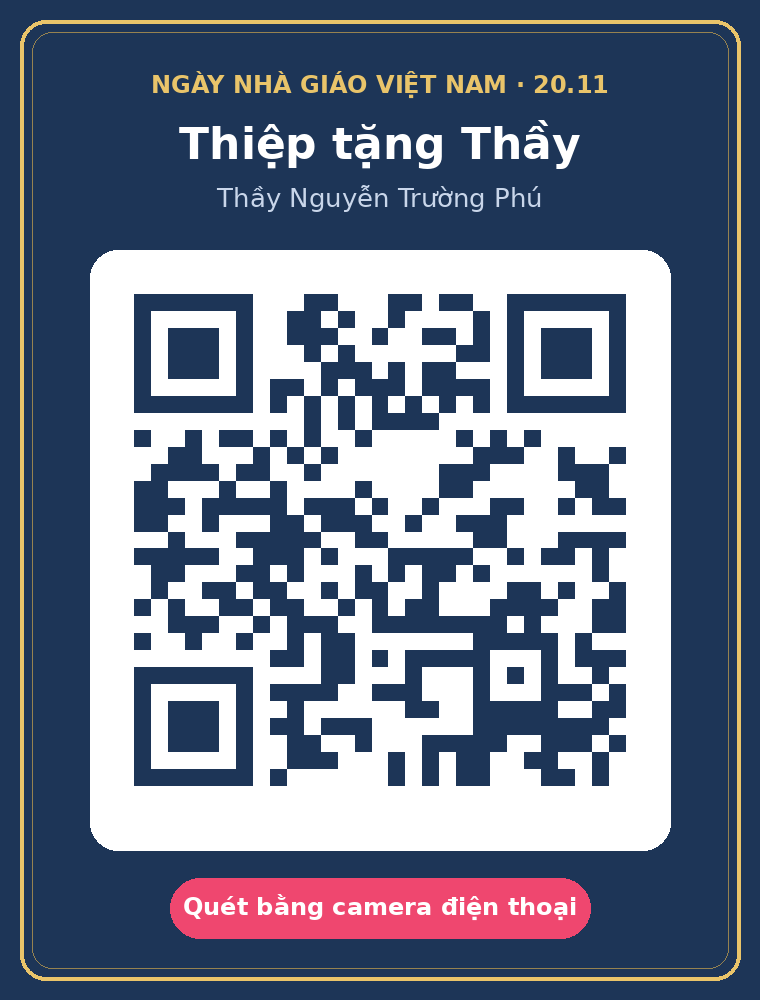 NGÀY NHÀ GIÁO VIỆT NAM · 20.11
Thiệp tặng Thầy
Thầy Nguyễn Trường Phú
Quét bằng camera điện thoại